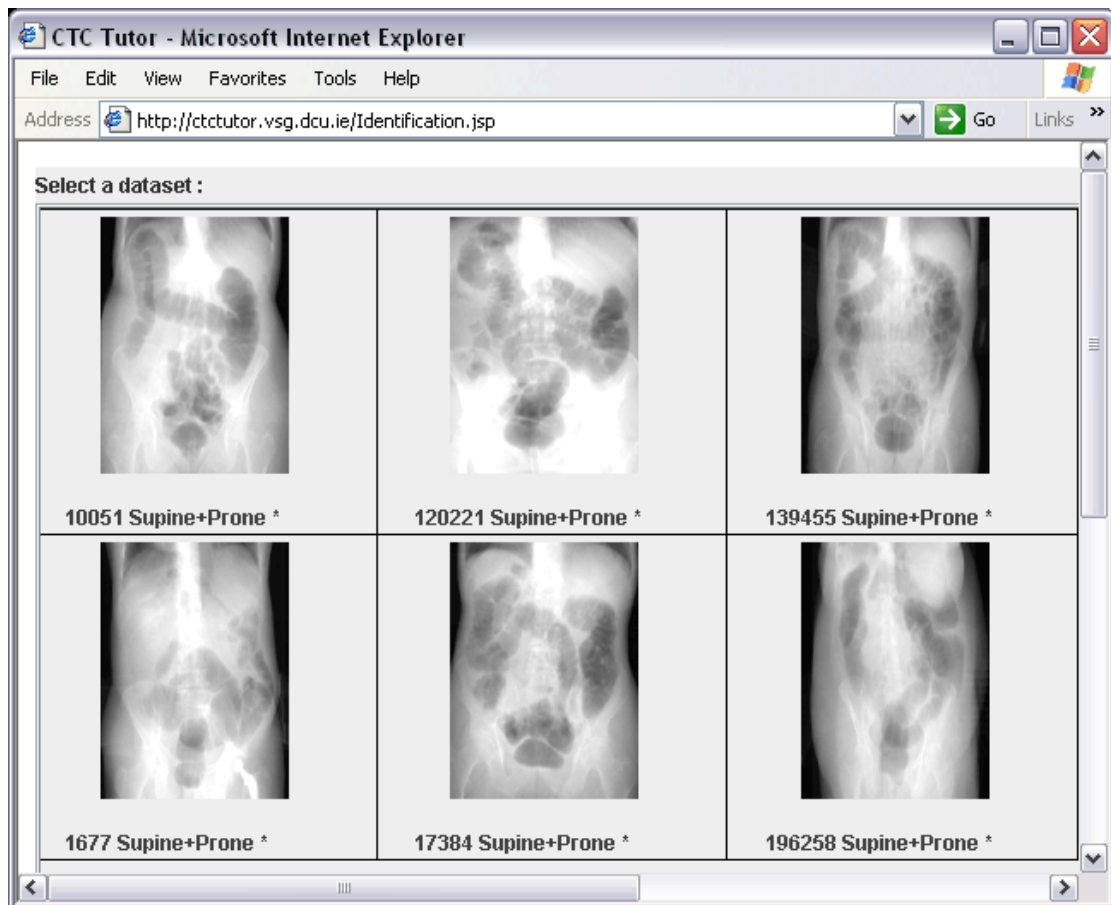 CTC Tutor - Microsoft Internet Explorer
File Edit View Favorites Tools Help
Address http://ctctutor.vsg.dcu.ie/Identification.jsp Go Links »
Select a dataset :
10051 Supine+Prone * 120221 Supine+Prone * 139455 Supine+Prone *
1677 Supine+Prone * 17384 Supine+Prone * 196258 Supine+Prone *